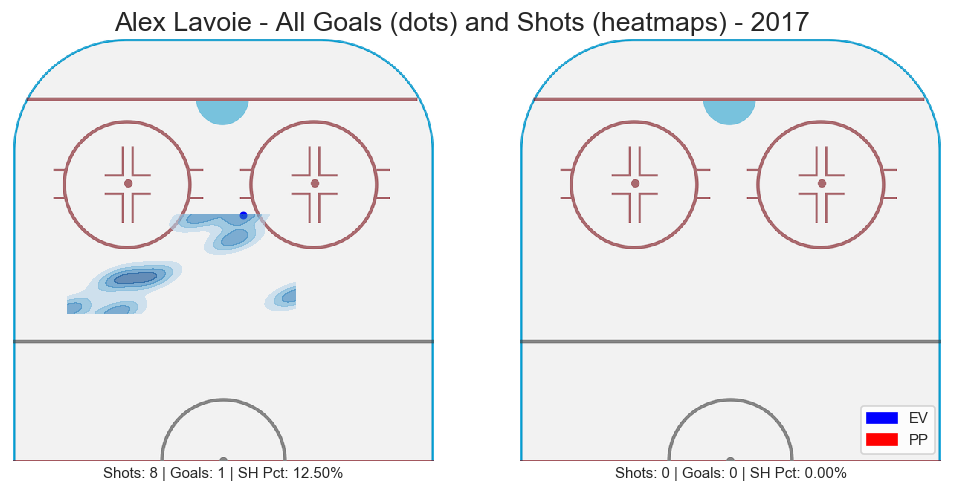 Alex Lavoie - All Goals (dots) and Shots (heatmaps) - 2017
EV
PP
Shots: 8 | Goals: 1 | SH Pct: 12.50%
Shots: 0 | Goals: 0 | SH Pct: 0.00%